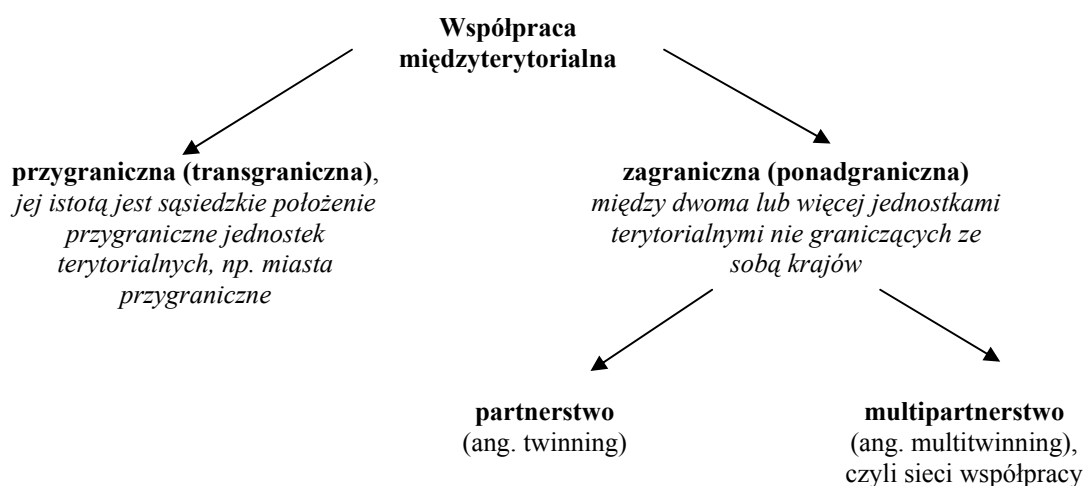 Współpraca
międzyterytorialna
przygraniczna (transgraniczna),
jej istotą jest sąsiedzkie położenie
przygraniczne jednostek
terytorialnych, np. miasta
przygraniczne
zagraniczna (ponadgraniczna)
między dwoma lub więcej jednostkami
terytorialnymi nie graniczących ze
sobą krajów
partnerstwo
(ang. twinning)
multipartnerstwo
(ang. multitwinning),
czyli sieci współpracy